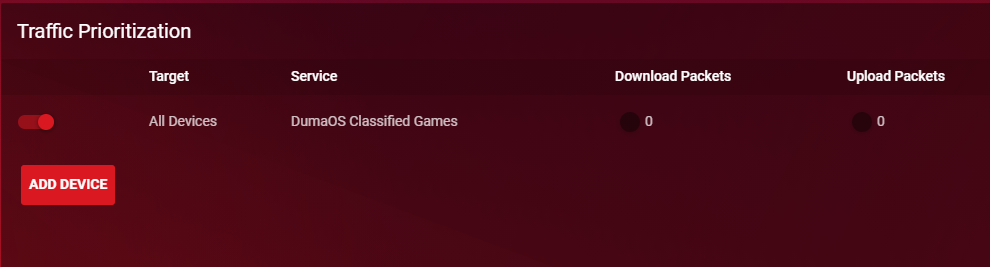 Traffic Prioritization
Target Service Download Packets Upload Packets
All Devices DumaOS Classified Games 0 0
ADD DEVICE